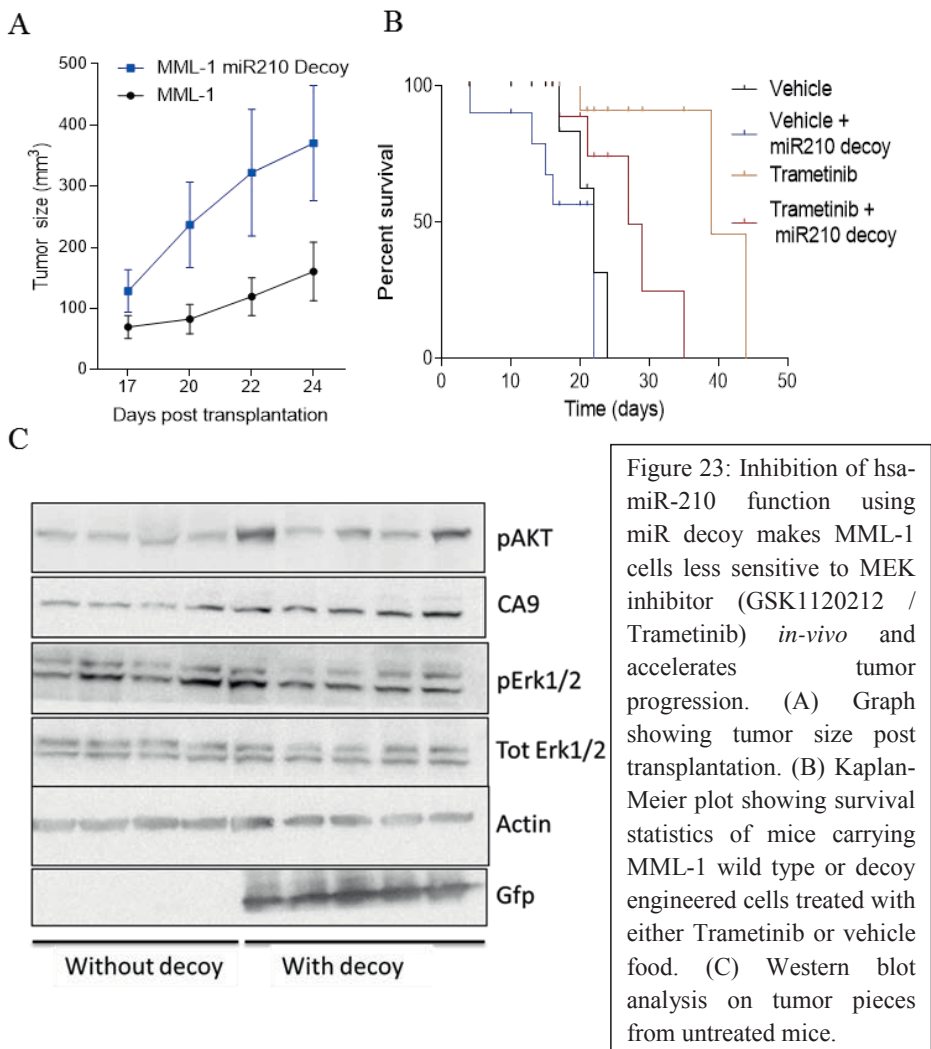 A
B
500
400
300
200
100
0
Tumor size (mm³)
MML-1 miR210 Decoy
MML-1
17
20
22
24
Days post transplantation
100
50
0
Percent survival
0
10
20
30
40
50
Time (days)
Vehicle
Vehicle +
miR210 decoy
Trametinib
Trametinib +
miR210 decoy
C
pAKT
CA9
pErk1/2
Tot Erk1/2
Actin
Gfp
Without decoy
With decoy
Figure 23: Inhibition of hsa-
miR-210 function using
miR decoy makes MML-1
cells less sensitive to MEK
inhibitor (GSK1120212 /
Trametinib) in-vivo and
accelerates tumor
progression. (A) Graph
showing tumor size post
transplantation. (B) Kaplan-
Meier plot showing survival
statistics of mice carrying
MML-1 wild type or decoy
engineered cells treated with
either Trametinib or vehicle
food. (C) Western blot
analysis on tumor pieces
from untreated mice.